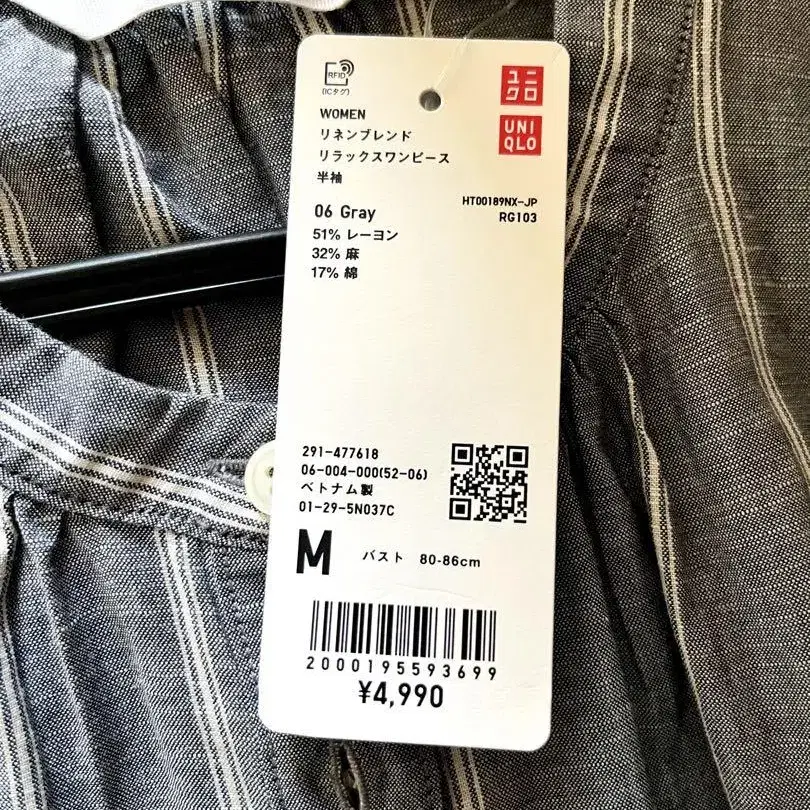 RFID
(ICタグ)
ユニ
クロ
UNI
QLO
WOMEN
リネンブレンド
リラックスワンピース
半袖
HT00189NX-JP
RG103
06 Gray
51% レーヨン
32% 麻
17% 綿
291-477618
06-004-000(52-06)
ベトナム製
01-29-5N037C
M バスト 80-86cm
2000195593699
¥4,990